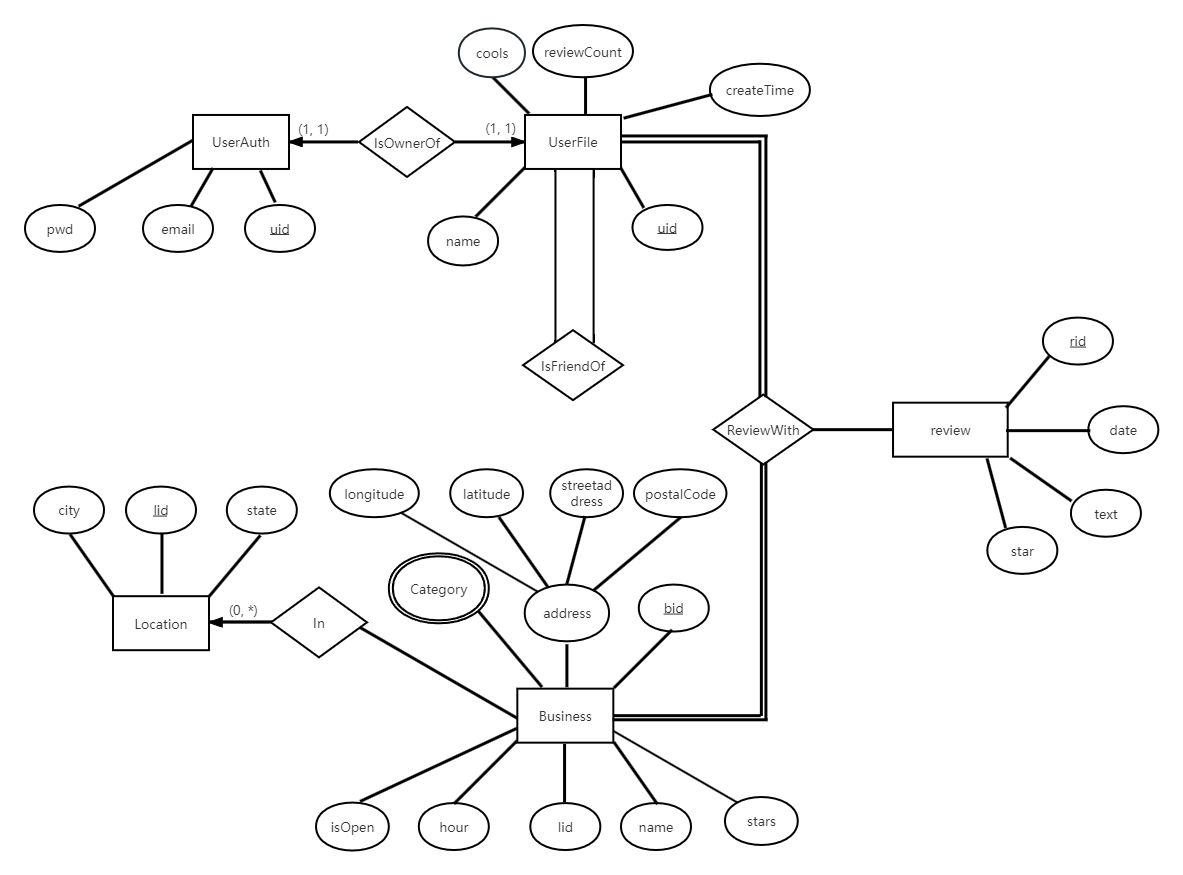 cools
reviewCount
createTime
UserAuth
(1, 1)
IsOwnerOf
(1, 1)
UserFile
pwd
email
uid
name
uid
IsFriendOf
rid
ReviewWith
review
date
text
star
city
lid
state
longitude
latitude
streetad
dress
postalCode
Category
address
bid
Location
(0, *)
In
Business
isOpen
hour
lid
name
stars